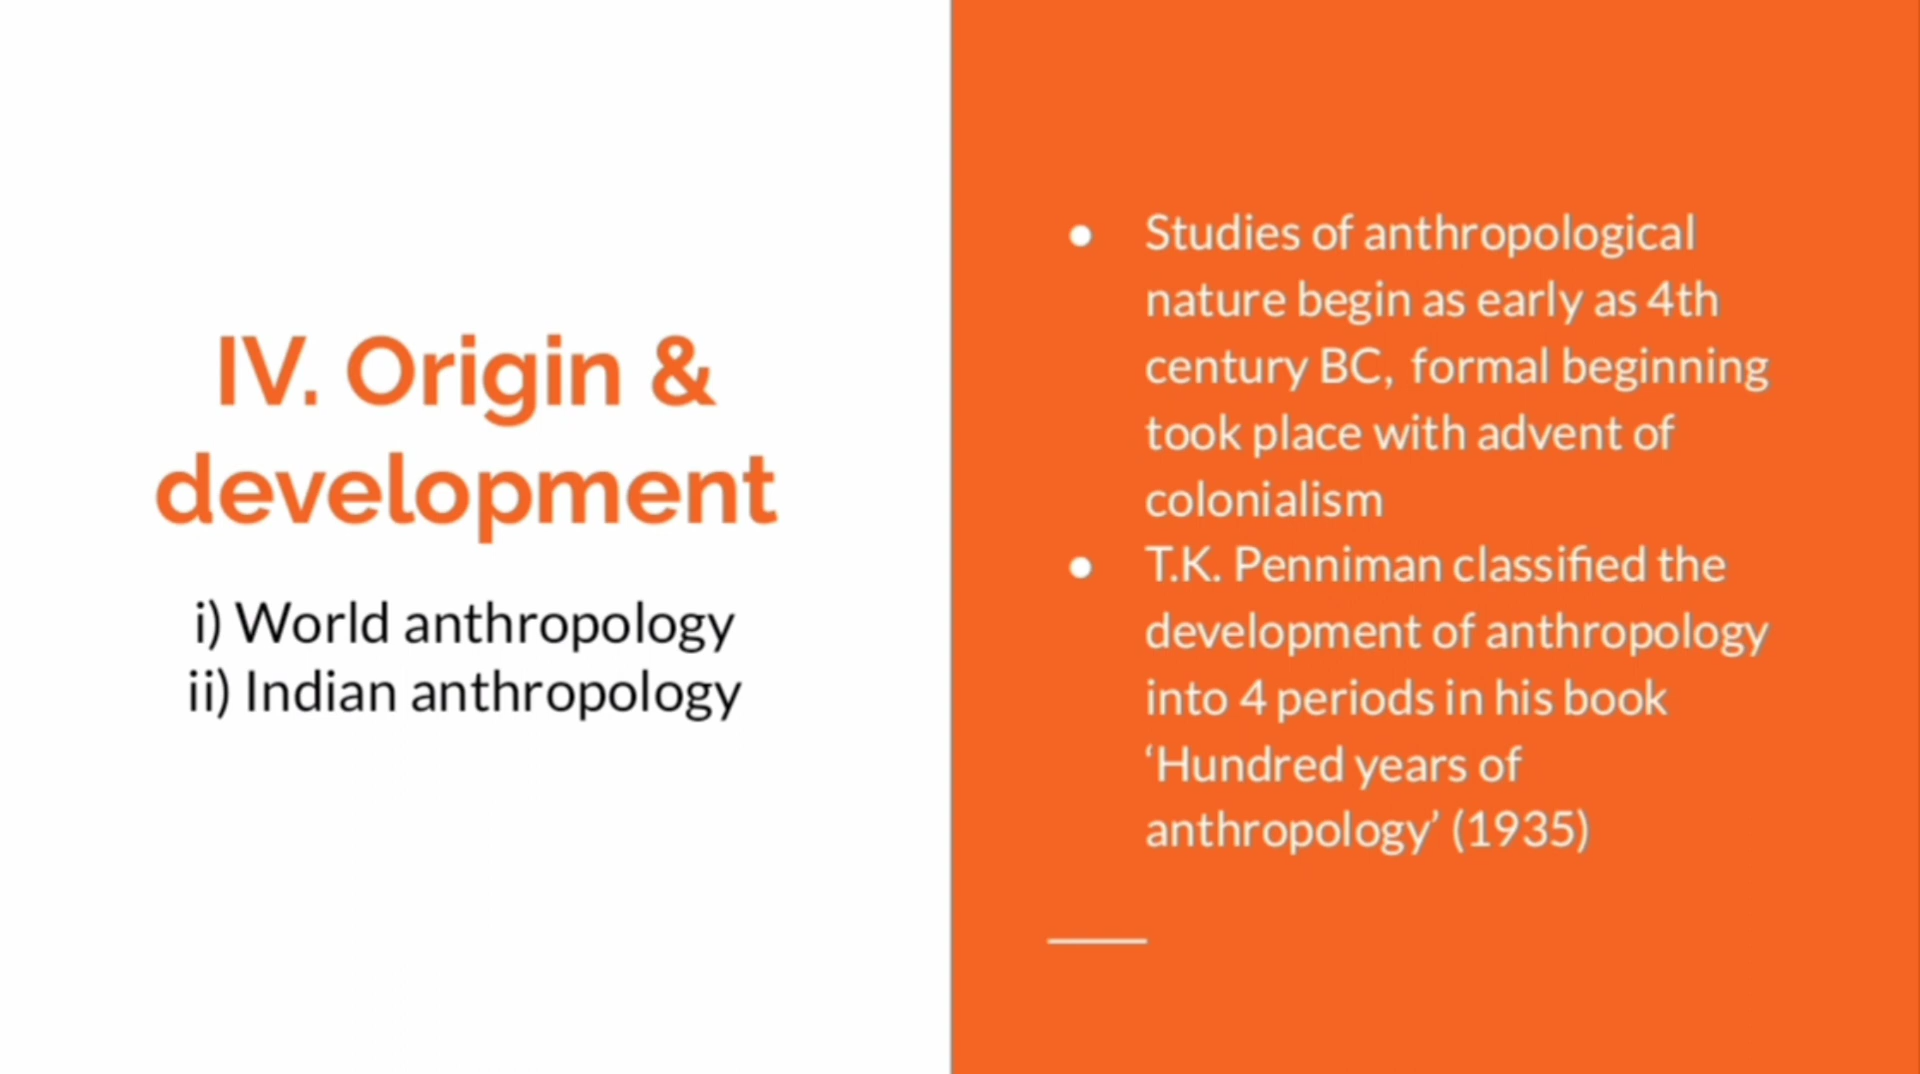 IV. Origin &
development
i) World anthropology
ii) Indian anthropology
● Studies of anthropological
nature begin as early as 4th
century BC, formal beginning
took place with advent of
colonialism
● T.K. Penniman classified the
development of anthropology
into 4 periods in his book
‘Hundred years of
anthropology’ (1935)